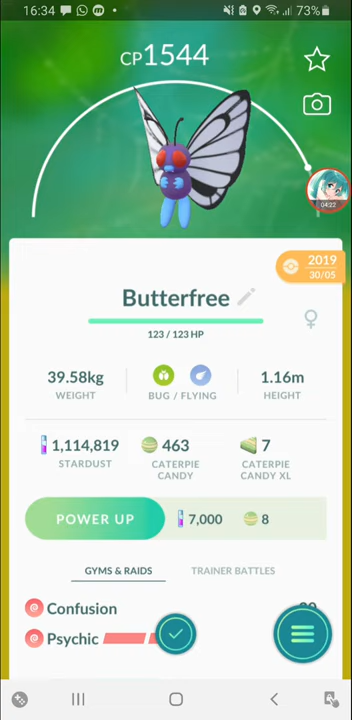 16:34
73%
CP1544
04:22
2019
30/05
Butterfree
123 / 123 HP
39.58kg
WEIGHT
BUG / FLYING
1.16m
HEIGHT
1,114,819
STARDUST
463
CATERPIE
CANDY
7
CATERPIE
CANDY XL
POWER UP
7,000
8
GYMS & RAIDS
TRAINER BATTLES
Confusion
Psychic